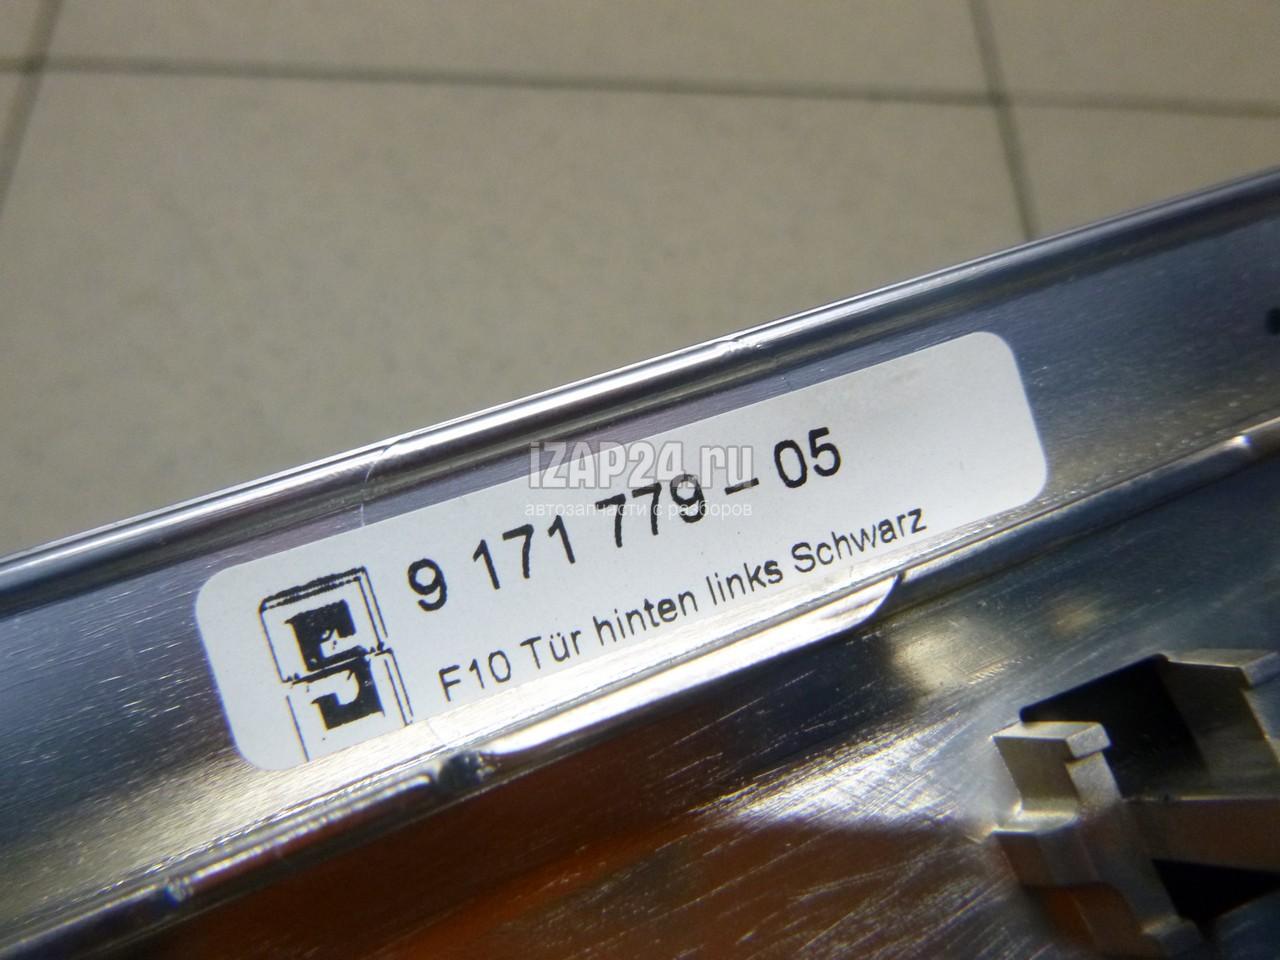 iZAP24.ru
автозапчасти с разборов
9 171 779 – 05
F10 Tür hinten links Schwarz